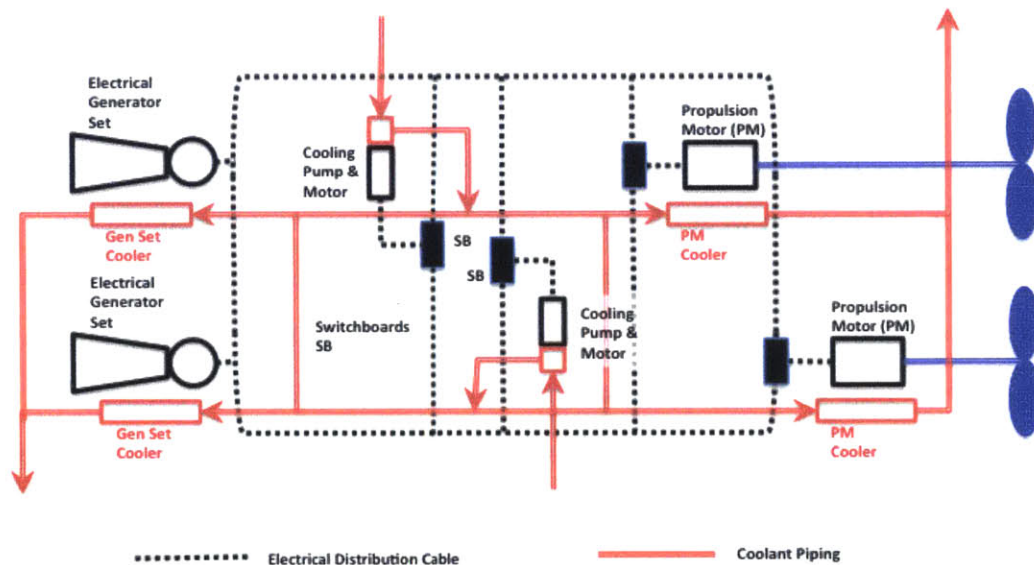 Electrical
Generator
Set
Cooling
Pump &
Motor
Propulsion
Motor (PM)
Gen Set
Cooler
SB
SB
PM
Cooler
Electrical
Generator
Set
Switchboards
SB
Cooling
Pump &
Motor
Propulsion
Motor (PM)
Gen Set
Cooler
PM
Cooler
Electrical Distribution Cable
Coolant Piping